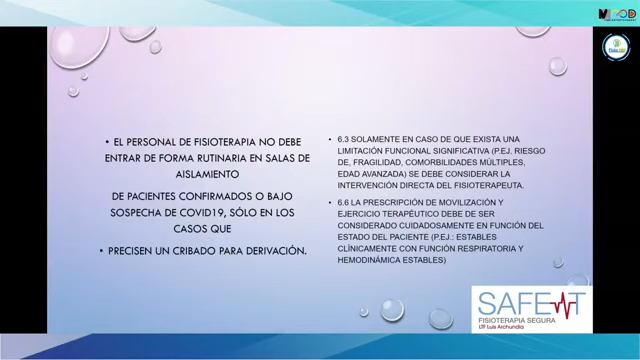 • EL PERSONAL DE FISIOTERAPIA NO DEBE
ENTRAR DE FORMA RUTINARIA EN SALAS DE
AISLAMIENTO
DE PACIENTES CONFIRMADOS O BAJO
SOSPECHA DE COVID19, SÓLO EN LOS
CASOS QUE
• PRECISEN UN CRIBADO PARA DERIVACIÓN.
• 6.3 SOLAMENTE EN CASO DE QUE EXISTA UNA
LIMITACIÓN FUNCIONAL SIGNIFICATIVA (P.EJ. RIESGO
DE, FRAGILIDAD, COMORBILIDADES MÚLTIPLES,
EDAD AVANZADA) SE DEBE CONSIDERAR LA
INTERVENCIÓN DIRECTA DEL FISIOTERAPEUTA.
• 6.6 LA PRESCRIPCIÓN DE MOVILIZACIÓN Y
EJERCICIO TERAPÉUTICO DEBE DE SER
CONSIDERADO CUIDADOSAMENTE EN FUNCIÓN DEL
ESTADO DEL PACIENTE (P.EJ.: ESTABLES
CLÍNICAMENTE CON FUNCIÓN RESPIRATORIA Y
HEMODINÁMICA ESTABLES)
SAFE T
FISIOTERAPIA SEGURA
LTF Luis Archundia